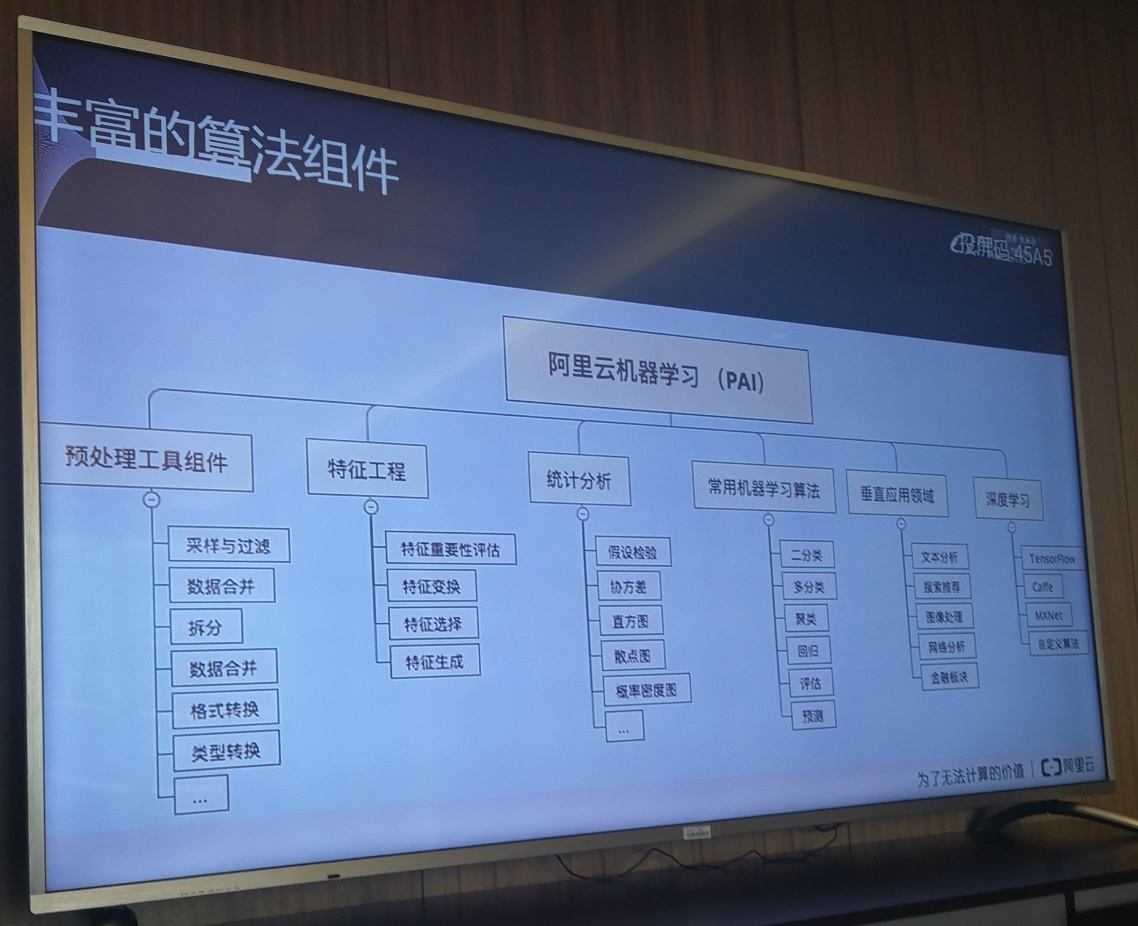 丰富的算法组件
投屏码:45A5
阿里云机器学习 （PAI）
预处理工具组件
采样与过滤
数据合并
拆分
数据合并
格式转换
类型转换
...
特征工程
特征重要性评估
特征变换
特征选择
特征生成
统计分析
假设检验
协方差
直方图
散点图
概率密度图
...
常用机器学习算法
二分类
多分类
聚类
回归
评估
预测
垂直应用领域
文本分析
搜索推荐
图像处理
网络分析
金融板块
深度学习
TensorFlow
Caffe
MXNet
自定义算法
为了无法计算的价值 | 阿里云